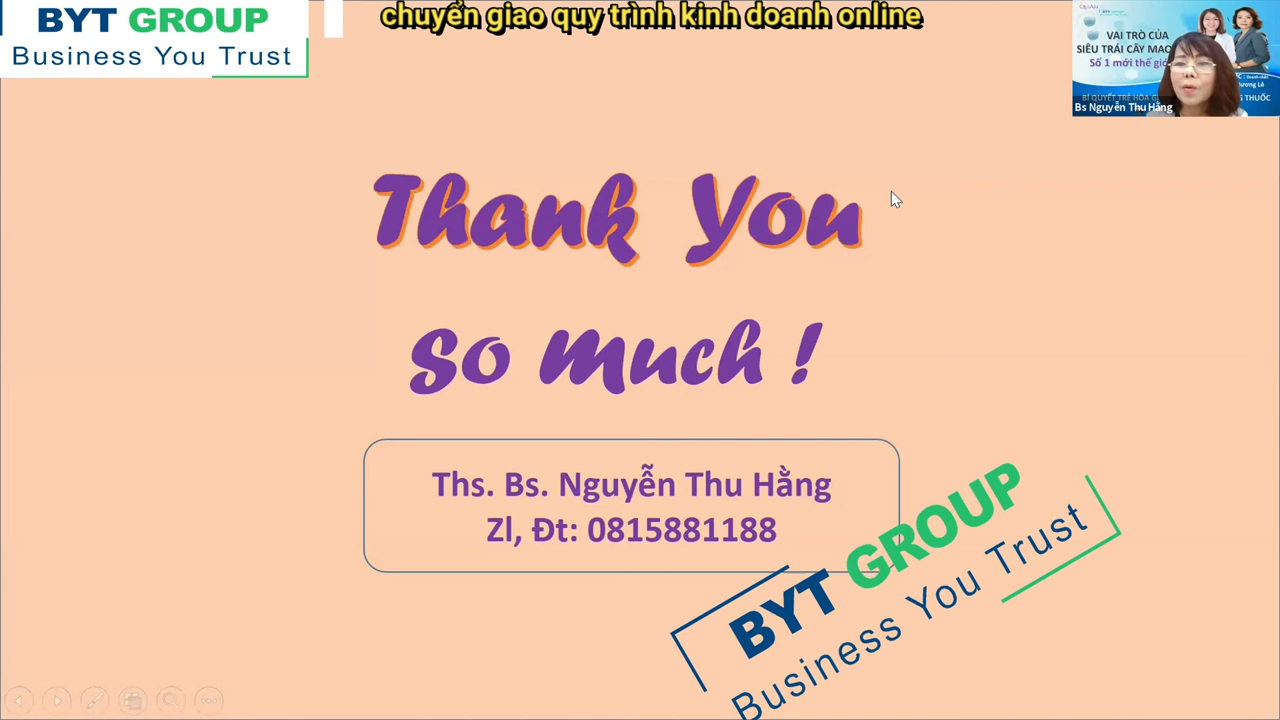 BYT GROUP
Business You Trust
chuyển giao quy trình kinh doanh online
VAI TRÒ CỦA
SIÊU TRÁI CÂY MAQ
Số 1 mới thế giớ
Bs Nguyễn Thu Hằng
THUỐC
Thank You
So Much !
Ths. Bs. Nguyễn Thu Hằng
Zl, Đt: 0815881188
BYT GROUP
Business You Trust